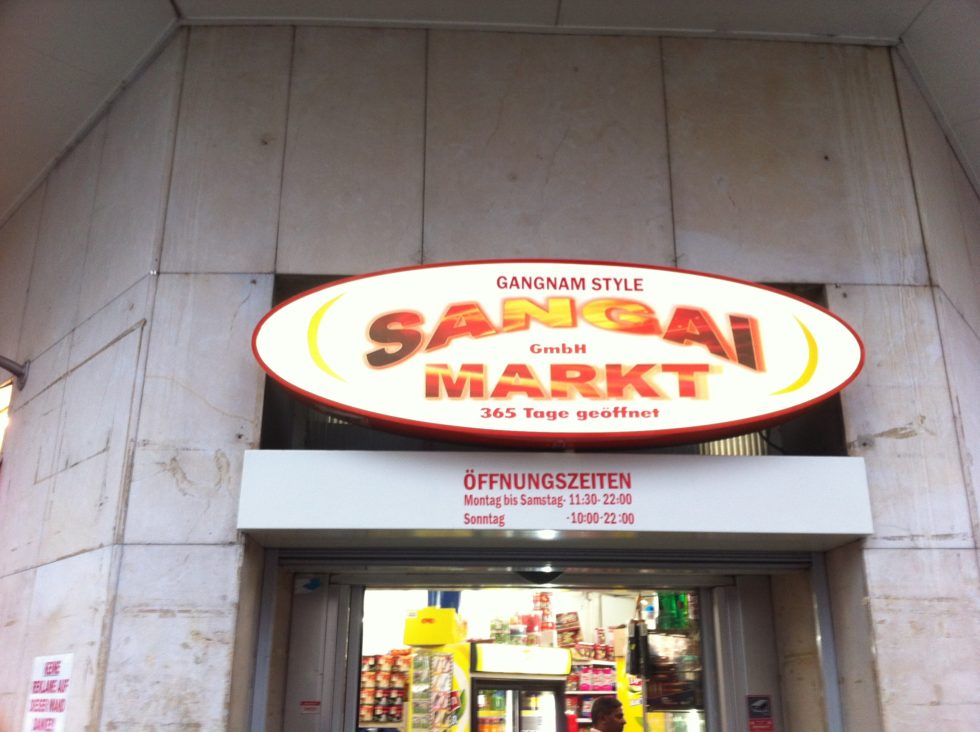 GANGNAM STYLE
SANGAI
GmbH
MARKT
365 Tage geöffnet
ÖFFNUNGSZEITEN
Montag bis Samstag- 11:30- 22:00
Sonntag -10:00-22:00
KEINE
REKLAME AUF
DIESER WAND
DANKE!